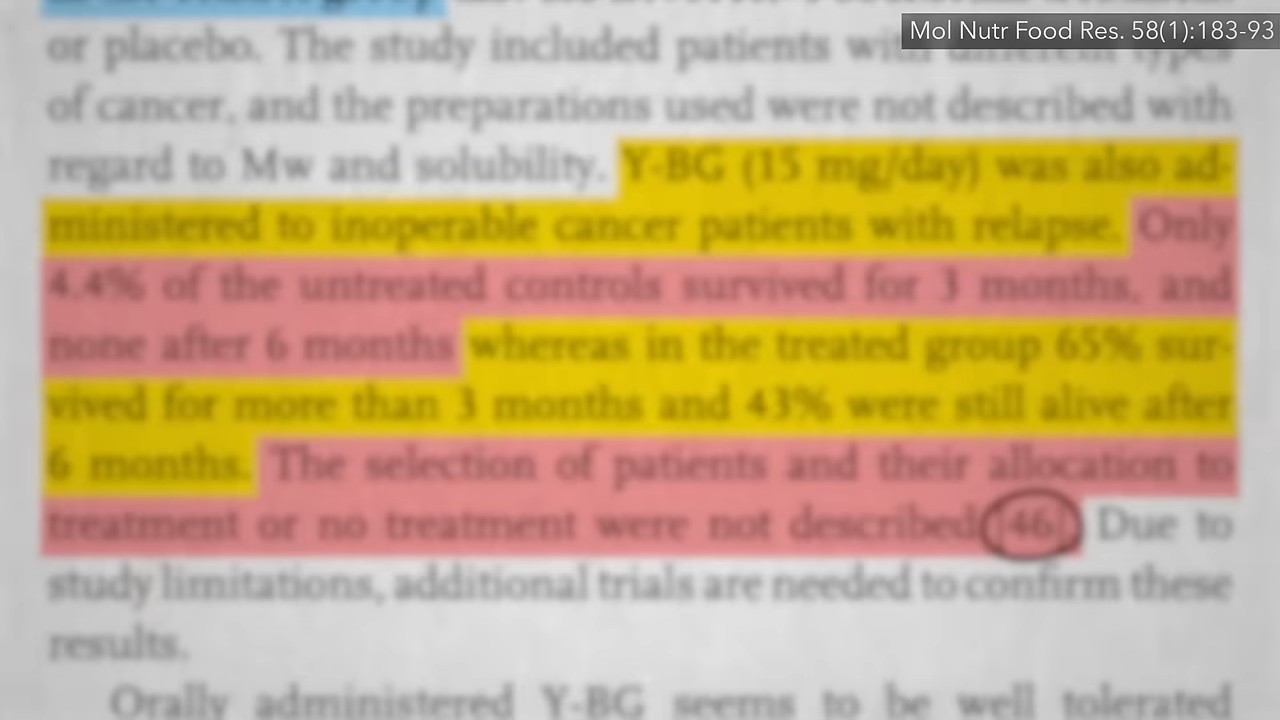 Mol Nutr Food Res. 58(1):183-93
or placebo. The study included patients with different types
of cancer, and the preparations used were not described with
regard to Mw and solubility. Y-BG (15 mg/day) was also ad-
ministered to inoperable cancer patients with relapse. Only
4.4% of the untreated controls survived for 3 months, and
none after 6 months whereas in the treated group 65% sur-
vived for more than 3 months and 43% were still alive after
6 months. The selection of patients and their allocation to
treatment or no treatment were not described [46]. Due to
study limitations, additional trials are needed to confirm these
results.
Orally administered Y-BG seems to be well tolerated